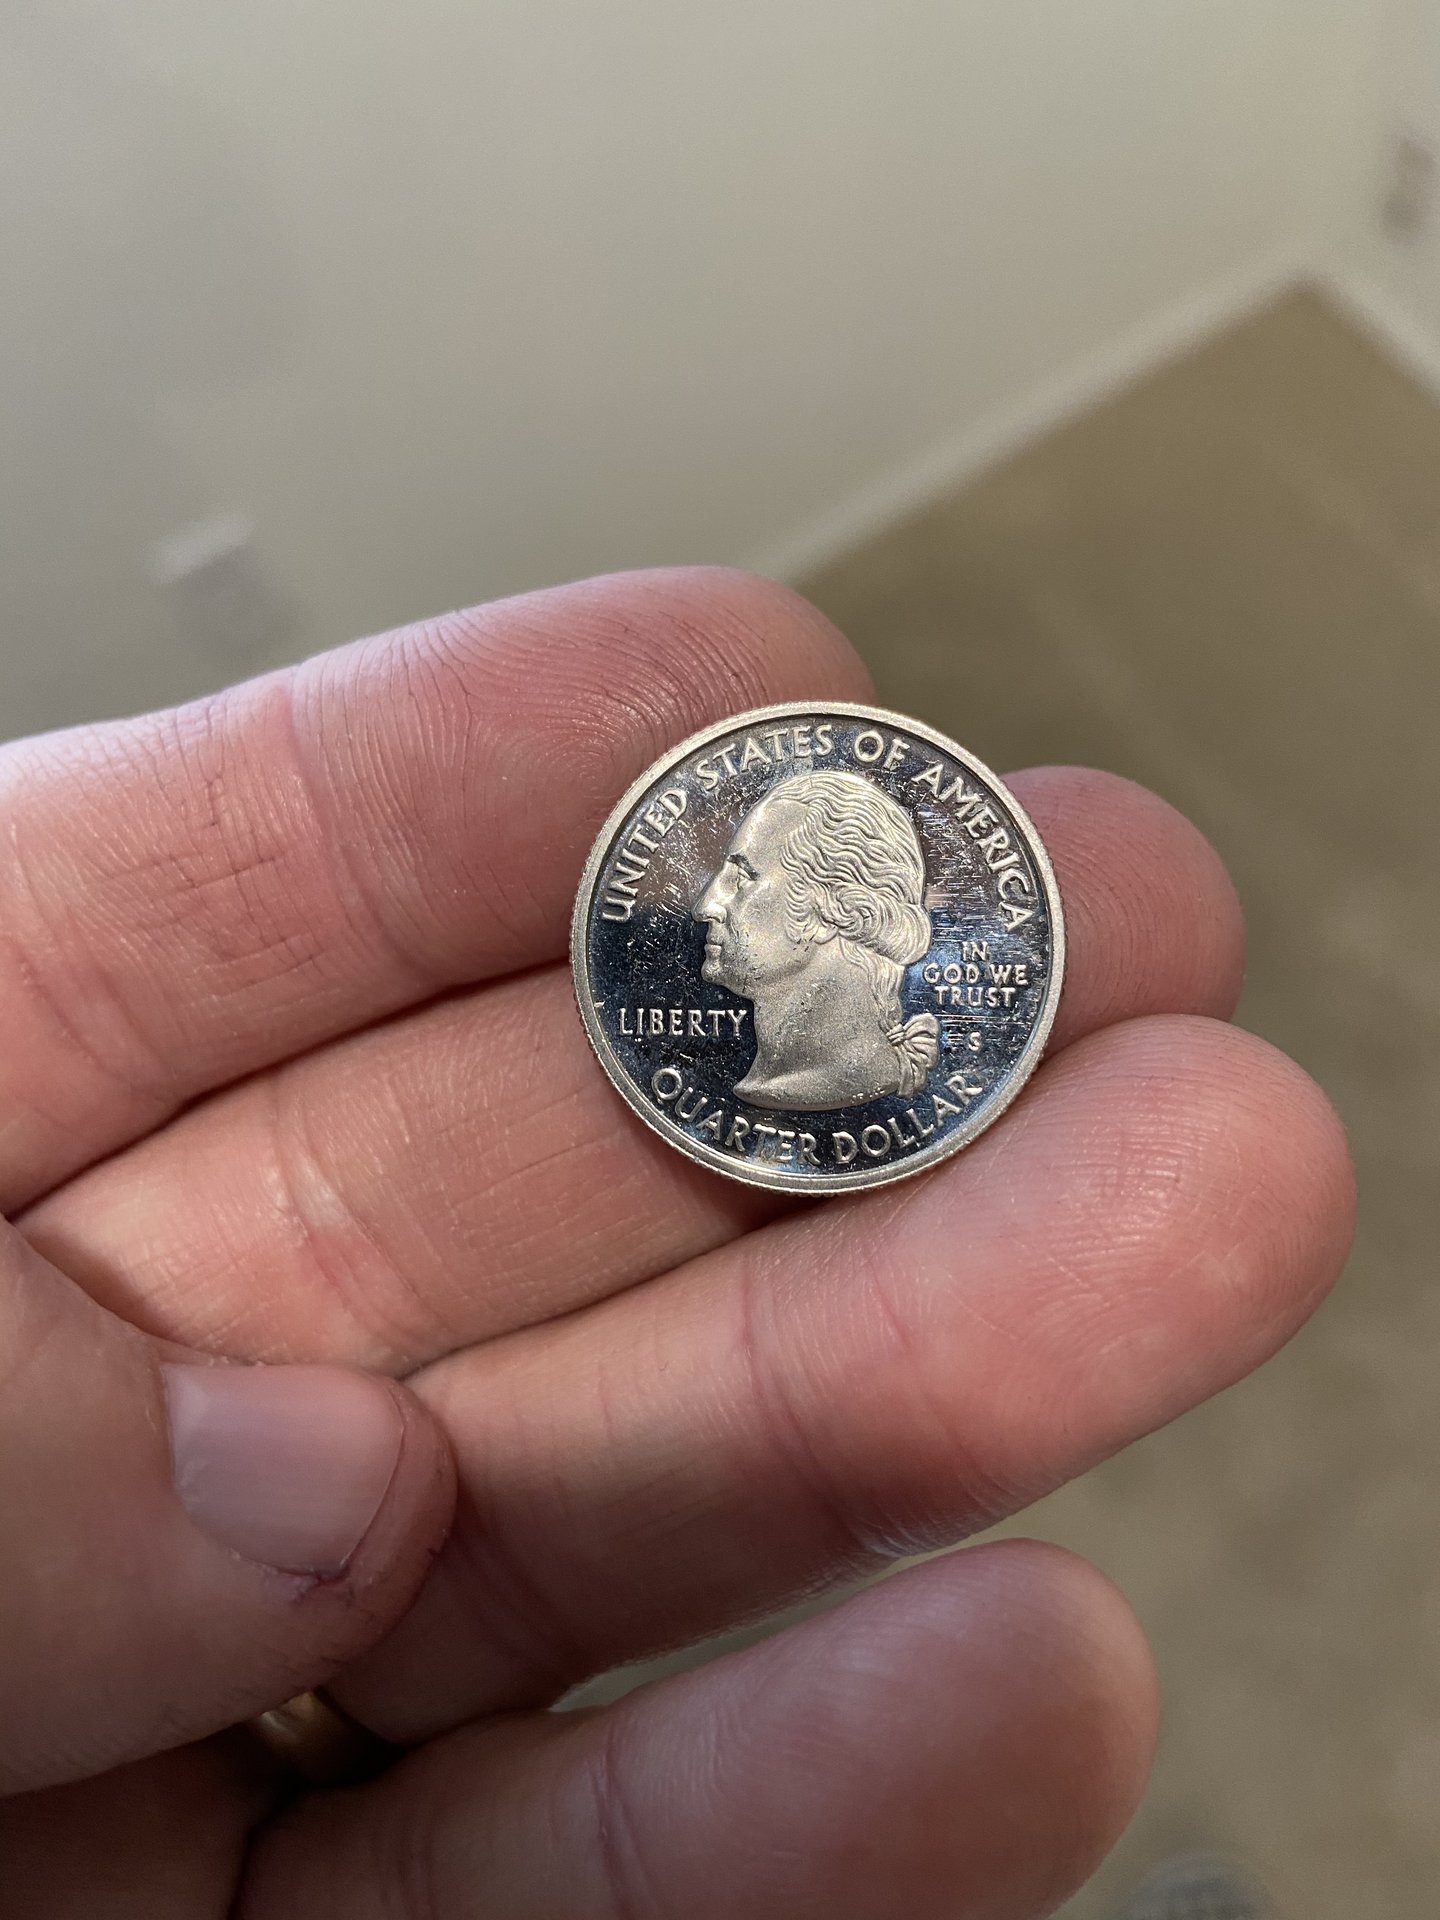 UNITED STATES OF AMERICA
IN
GOD WE
TRUST
LIBERTY
S
QUARTER DOLLAR